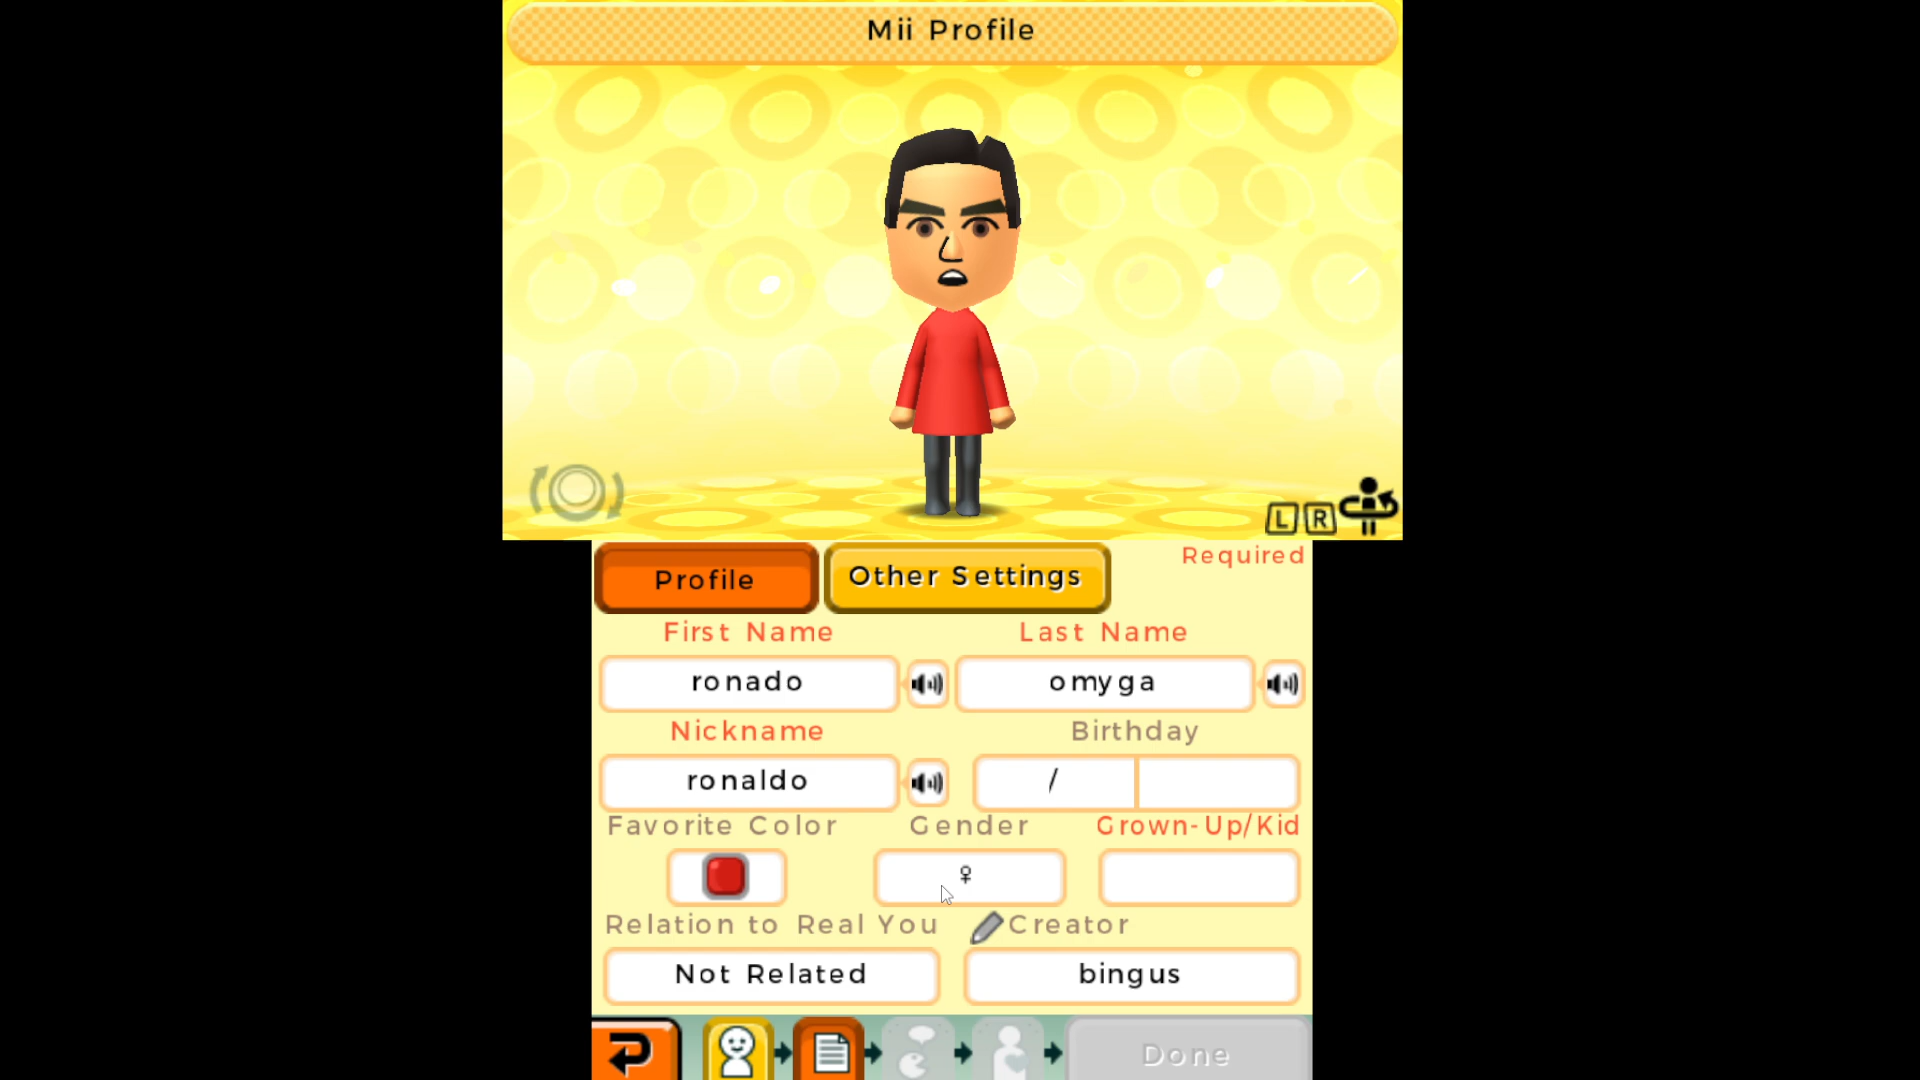 Mii Profile
L R
Profile Other Settings Required
First Name Last Name
ronado omyga
Nickname Birthday
ronaldo /
Favorite Color Gender Grown-Up/Kid
♀
Relation to Real You Creator
Not Related bingus
Done